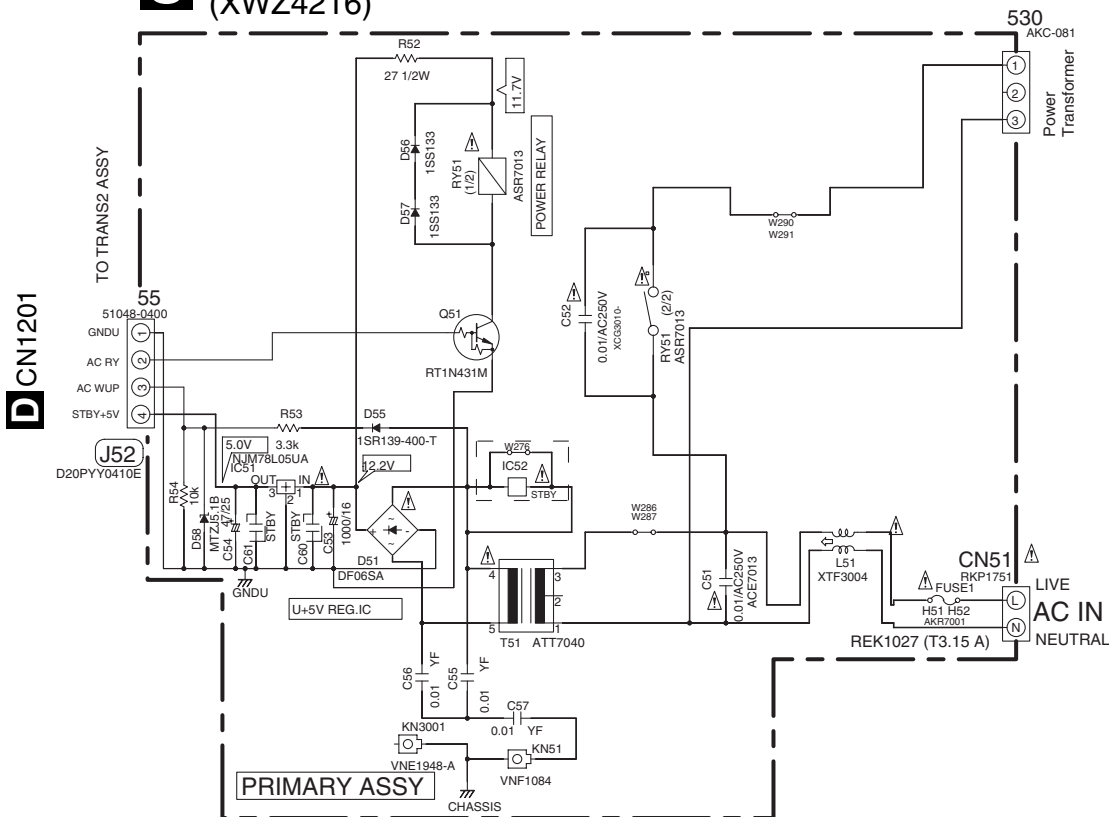 (XWZ4216)
530
AKC-081
1
2
3
Power
Transformer
R52
27 1/2W
11.7V
D56
1SS133
D57
1SS133
RY51
(1/2)
ASR7013
POWER RELAY
TO TRANS2 ASSY
D CN1201
55
51048-0400
GNDU 1
AC RY 2
AC WUP 3
STBY+5V 4
J52
D20PYY0410E
Q51
RT1N431M
C52
0.01/AC250V
XCG3010-
RY51
(2/2)
ASR7013
W290
W291
R53
3.3k
D55
1SR139-400-T
5.0V
NJM78L05UA
IC51
OUT
IN
3
1
2
12.2V
R54
10k
D58
MTZJ5.1B
C54
47/25
C61
STBY
C60
STBY
C53
1000/16
GNDU
D51
DF06SA
U+5V REG.IC
W276
IC52
STBY
W286
W287
4
3
2
5
1
T51 ATT7040
C51
0.01/AC250V
ACE7013
L51
XTF3004
CN51
RKP1751
FUSE1
H51 H52
AKR7001
REK1027 (T3.15 A)
LIVE
L
AC IN
N
NEUTRAL
C56
0.01 YF
C55
0.01 YF
C57
0.01 YF
KN3001
VNE1948-A
KN51
VNF1084
CHASSIS
PRIMARY ASSY